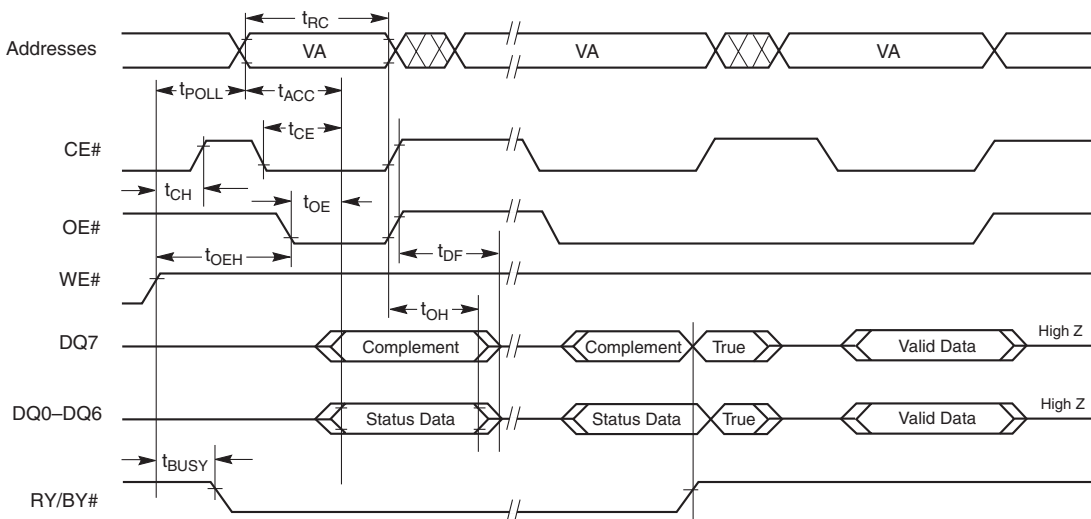 tRC
Addresses
VA
VA
VA
tPOLL
tACC
tCE
CE#
tCH
tOE
OE#
tOEH
tDF
WE#
tOH
DQ7
Complement
Complement
True
Valid Data
High Z
DQ0–DQ6
Status Data
Status Data
True
Valid Data
High Z
tBUSY
RY/BY#